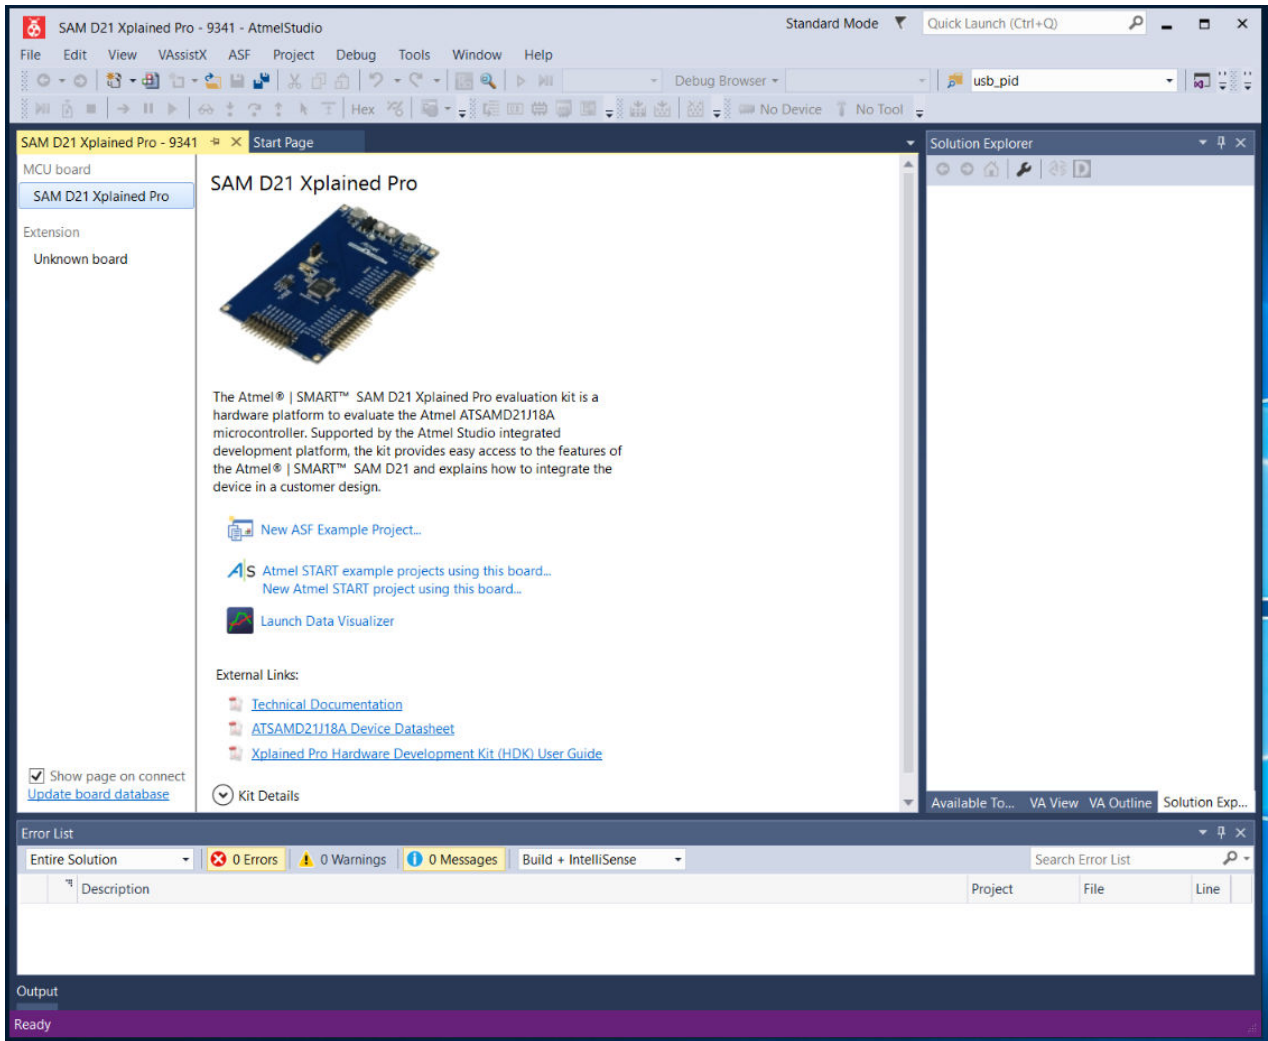 SAM D21 Xplained Pro - 9341 - AtmelStudio
Standard Mode
Quick Launch (Ctrl+Q)
File Edit View VAssistX ASF Project Debug Tools Window Help
Debug Browser
usb_pid
Hex
No Device
No Tool
SAM D21 Xplained Pro - 9341
Start Page
MCU board
SAM D21 Xplained Pro
Extension
Unknown board
Show page on connect
Update board database
SAM D21 Xplained Pro
The Atmel® | SMART™ SAM D21 Xplained Pro evaluation kit is a
hardware platform to evaluate the Atmel ATSAMD21J18A
microcontroller. Supported by the Atmel Studio integrated
development platform, the kit provides easy access to the features of
the Atmel® | SMART™ SAM D21 and explains how to integrate the
device in a customer design.
New ASF Example Project...
Atmel START example projects using this board...
New Atmel START project using this board...
Launch Data Visualizer
External Links:
Technical Documentation
ATSAMD21J18A Device Datasheet
Xplained Pro Hardware Development Kit (HDK) User Guide
Kit Details
Solution Explorer
Available To... VA View VA Outline Solution Exp...
Error List
Entire Solution
0 Errors
0 Warnings
0 Messages
Build + IntelliSense
Search Error List
Description Project File Line
Output
Ready